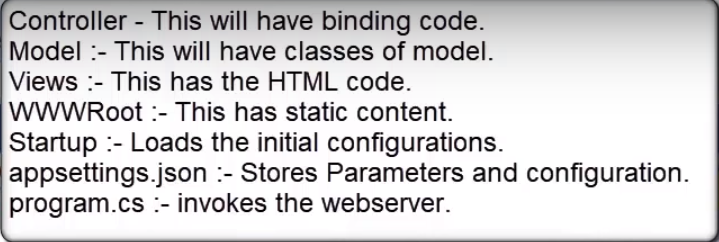 Controller - This will have binding code.
Model :- This will have classes of model.
Views :- This has the HTML code.
WWWRoot :- This has static content.
Startup :- Loads the initial configurations.
appsettings.json :- Stores Parameters and configuration.
program.cs :- invokes the webserver.